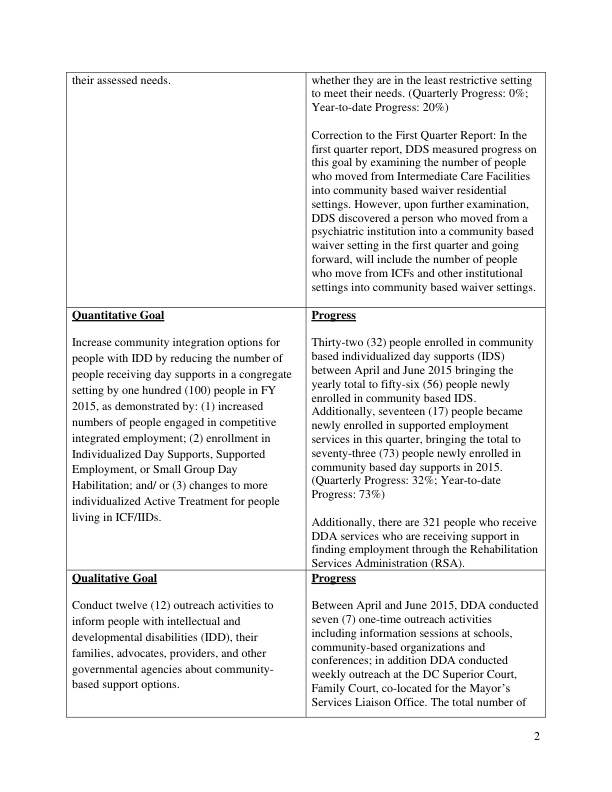 their assessed needs.
whether they are in the least restrictive setting
to meet their needs. (Quarterly Progress: 0%;
Year-to-date Progress: 20%)
Correction to the First Quarter Report: In the
first quarter report, DDS measured progress on
this goal by examining the number of people
who moved from Intermediate Care Facilities
into community based waiver residential
settings. However, upon further examination,
DDS discovered a person who moved from a
psychiatric institution into a community based
waiver setting in the first quarter and going
forward, will include the number of people
who move from ICFs and other institutional
settings into community based waiver settings.
Quantitative Goal
Increase community integration options for
people with IDD by reducing the number of
people receiving day supports in a congregate
setting by one hundred (100) people in FY
2015, as demonstrated by: (1) increased
numbers of people engaged in competitive
integrated employment; (2) enrollment in
Individualized Day Supports, Supported
Employment, or Small Group Day
Habilitation; and/ or (3) changes to more
individualized Active Treatment for people
living in ICF/IIDs.
Progress
Thirty-two (32) people enrolled in community
based individualized day supports (IDS)
between April and June 2015 bringing the
yearly total to fifty-six (56) people newly
enrolled in community based IDS.
Additionally, seventeen (17) people became
newly enrolled in supported employment
services in this quarter, bringing the total to
seventy-three (73) people newly enrolled in
community based day supports in 2015.
(Quarterly Progress: 32%; Year-to-date
Progress: 73%)
Additionally, there are 321 people who receive
DDA services who are receiving support in
finding employment through the Rehabilitation
Services Administration (RSA).
Qualitative Goal
Conduct twelve (12) outreach activities to
inform people with intellectual and
developmental disabilities (IDD), their
families, advocates, providers, and other
governmental agencies about community-
based support options.
Progress
Between April and June 2015, DDA conducted
seven (7) one-time outreach activities
including information sessions at schools,
community-based organizations and
conferences; in addition DDA conducted
weekly outreach at the DC Superior Court,
Family Court, co-located for the Mayor’s
Services Liaison Office. The total number of
2